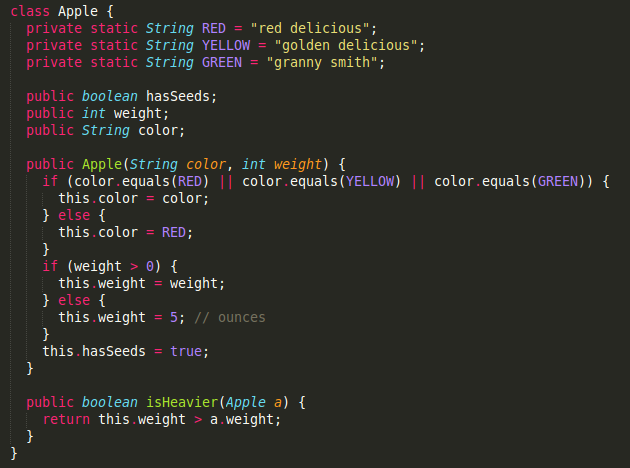 class Apple {
  private static String RED = "red delicious";
  private static String YELLOW = "golden delicious";
  private static String GREEN = "granny smith";

  public boolean hasSeeds;
  public int weight;
  public String color;

  public Apple(String color, int weight) {
    if (color.equals(RED) || color.equals(YELLOW) || color.equals(GREEN)) {
      this.color = color;
    } else {
      this.color = RED;
    }
    if (weight > 0) {
      this.weight = weight;
    } else {
      this.weight = 5; // ounces
    }
    this.hasSeeds = true;
  }

  public boolean isHeavier(Apple a) {
    return this.weight > a.weight;
  }
}